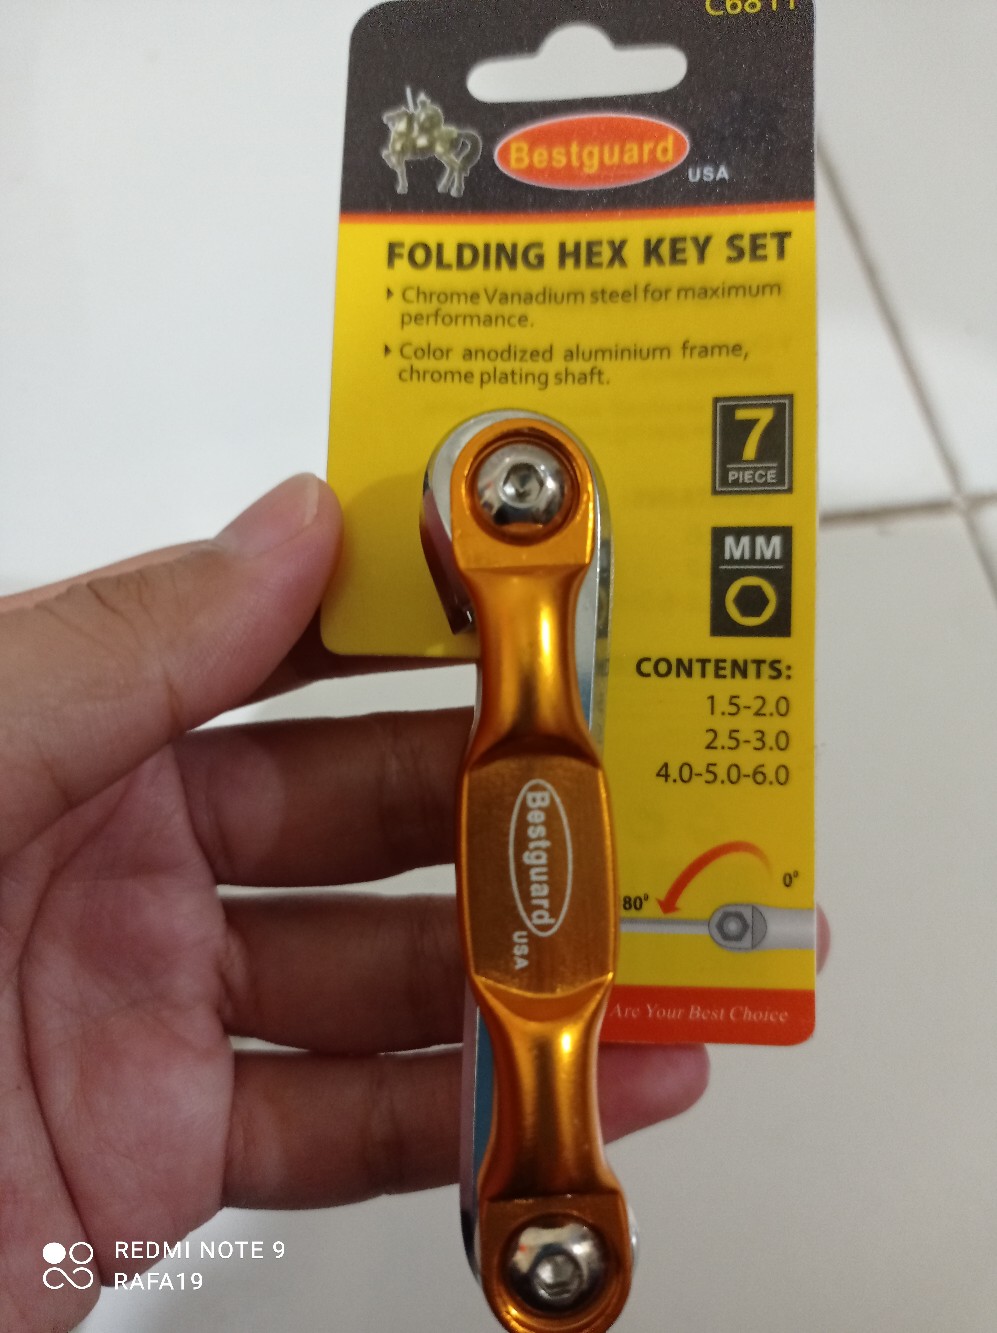 Bestguard
USA
FOLDING HEX KEY SET
Chrome Vanadium steel for maximum
performance.
Color anodized aluminium frame,
chrome plating shaft.
7
PIECE
MM
CONTENTS:
1.5-2.0
2.5-3.0
4.0-5.0-6.0
0°
80°
Are Your Best Choice
Bestguard
USA
REDMI NOTE 9
RAFA19